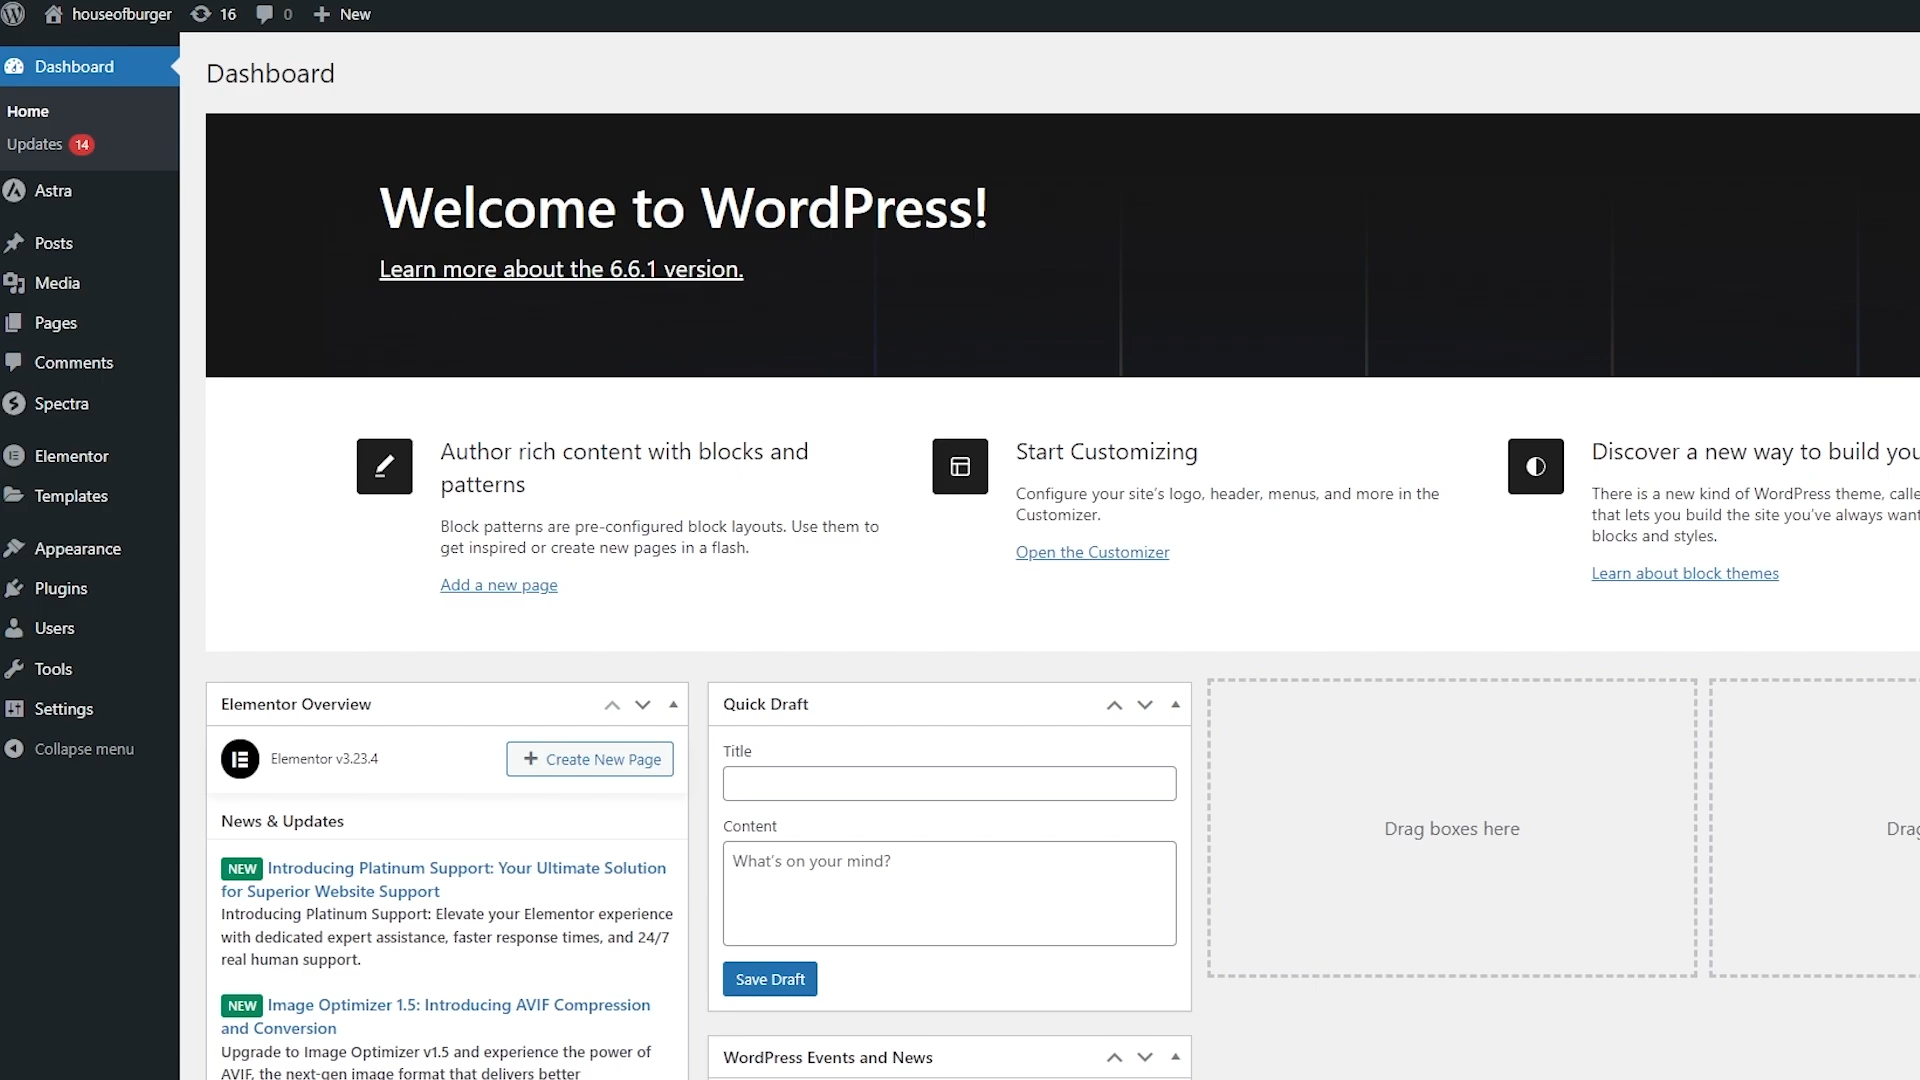 houseofburger 16 0 New
Dashboard
Home
Updates 14
Astra
Posts
Media
Pages
Comments
Spectra
Elementor
Templates
Appearance
Plugins
Users
Tools
Settings
Collapse menu
Dashboard
Welcome to WordPress!
Learn more about the 6.6.1 version.
Author rich content with blocks and
patterns
Block patterns are pre-configured block layouts. Use them to
get inspired or create new pages in a flash.
Add a new page
Start Customizing
Configure your site's logo, header, menus, and more in the
Customizer.
Open the Customizer
Discover a new way to build you
There is a new kind of WordPress theme, calle
that lets you build the site you've always want
blocks and styles.
Learn about block themes
Elementor Overview
Elementor v3.23.4
Create New Page
News & Updates
NEW Introducing Platinum Support: Your Ultimate Solution
for Superior Website Support
Introducing Platinum Support: Elevate your Elementor experience
with dedicated expert assistance, faster response times, and 24/7
real human support.
NEW Image Optimizer 1.5: Introducing AVIF Compression
and Conversion
Upgrade to Image Optimizer v1.5 and experience the power of
AVIF, the next-gen image format that delivers better
Quick Draft
Title
Content
What's on your mind?
Save Draft
WordPress Events and News
Drag boxes here
Drag